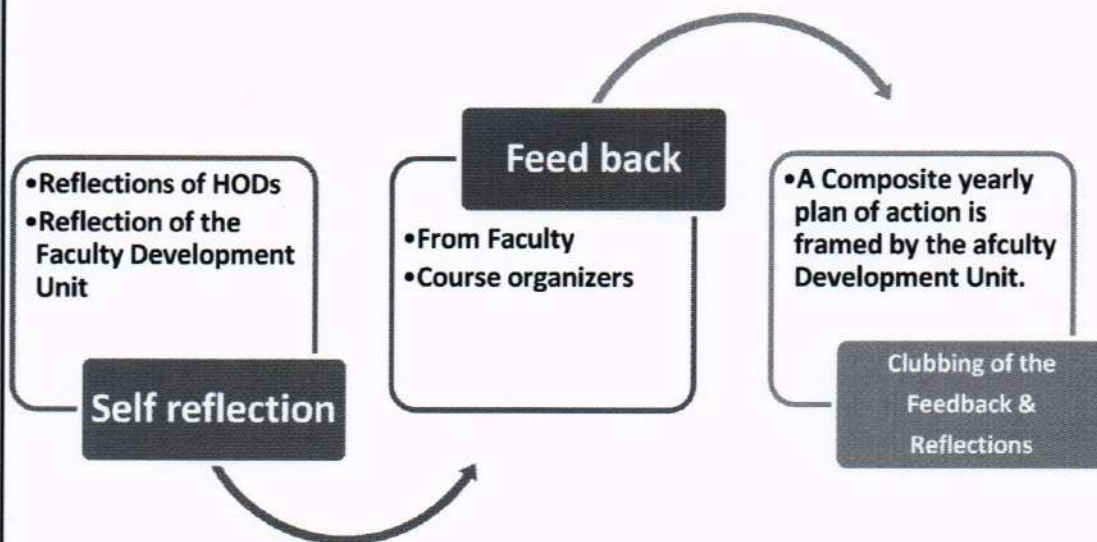 •Reflections of HODs
•Reflection of the
Faculty Development
Unit
Self reflection
Feed back
•From Faculty
•Course organizers
•A Composite yearly
plan of action is
framed by the afculty
Development Unit.
Clubbing of the
Feedback &
Reflections